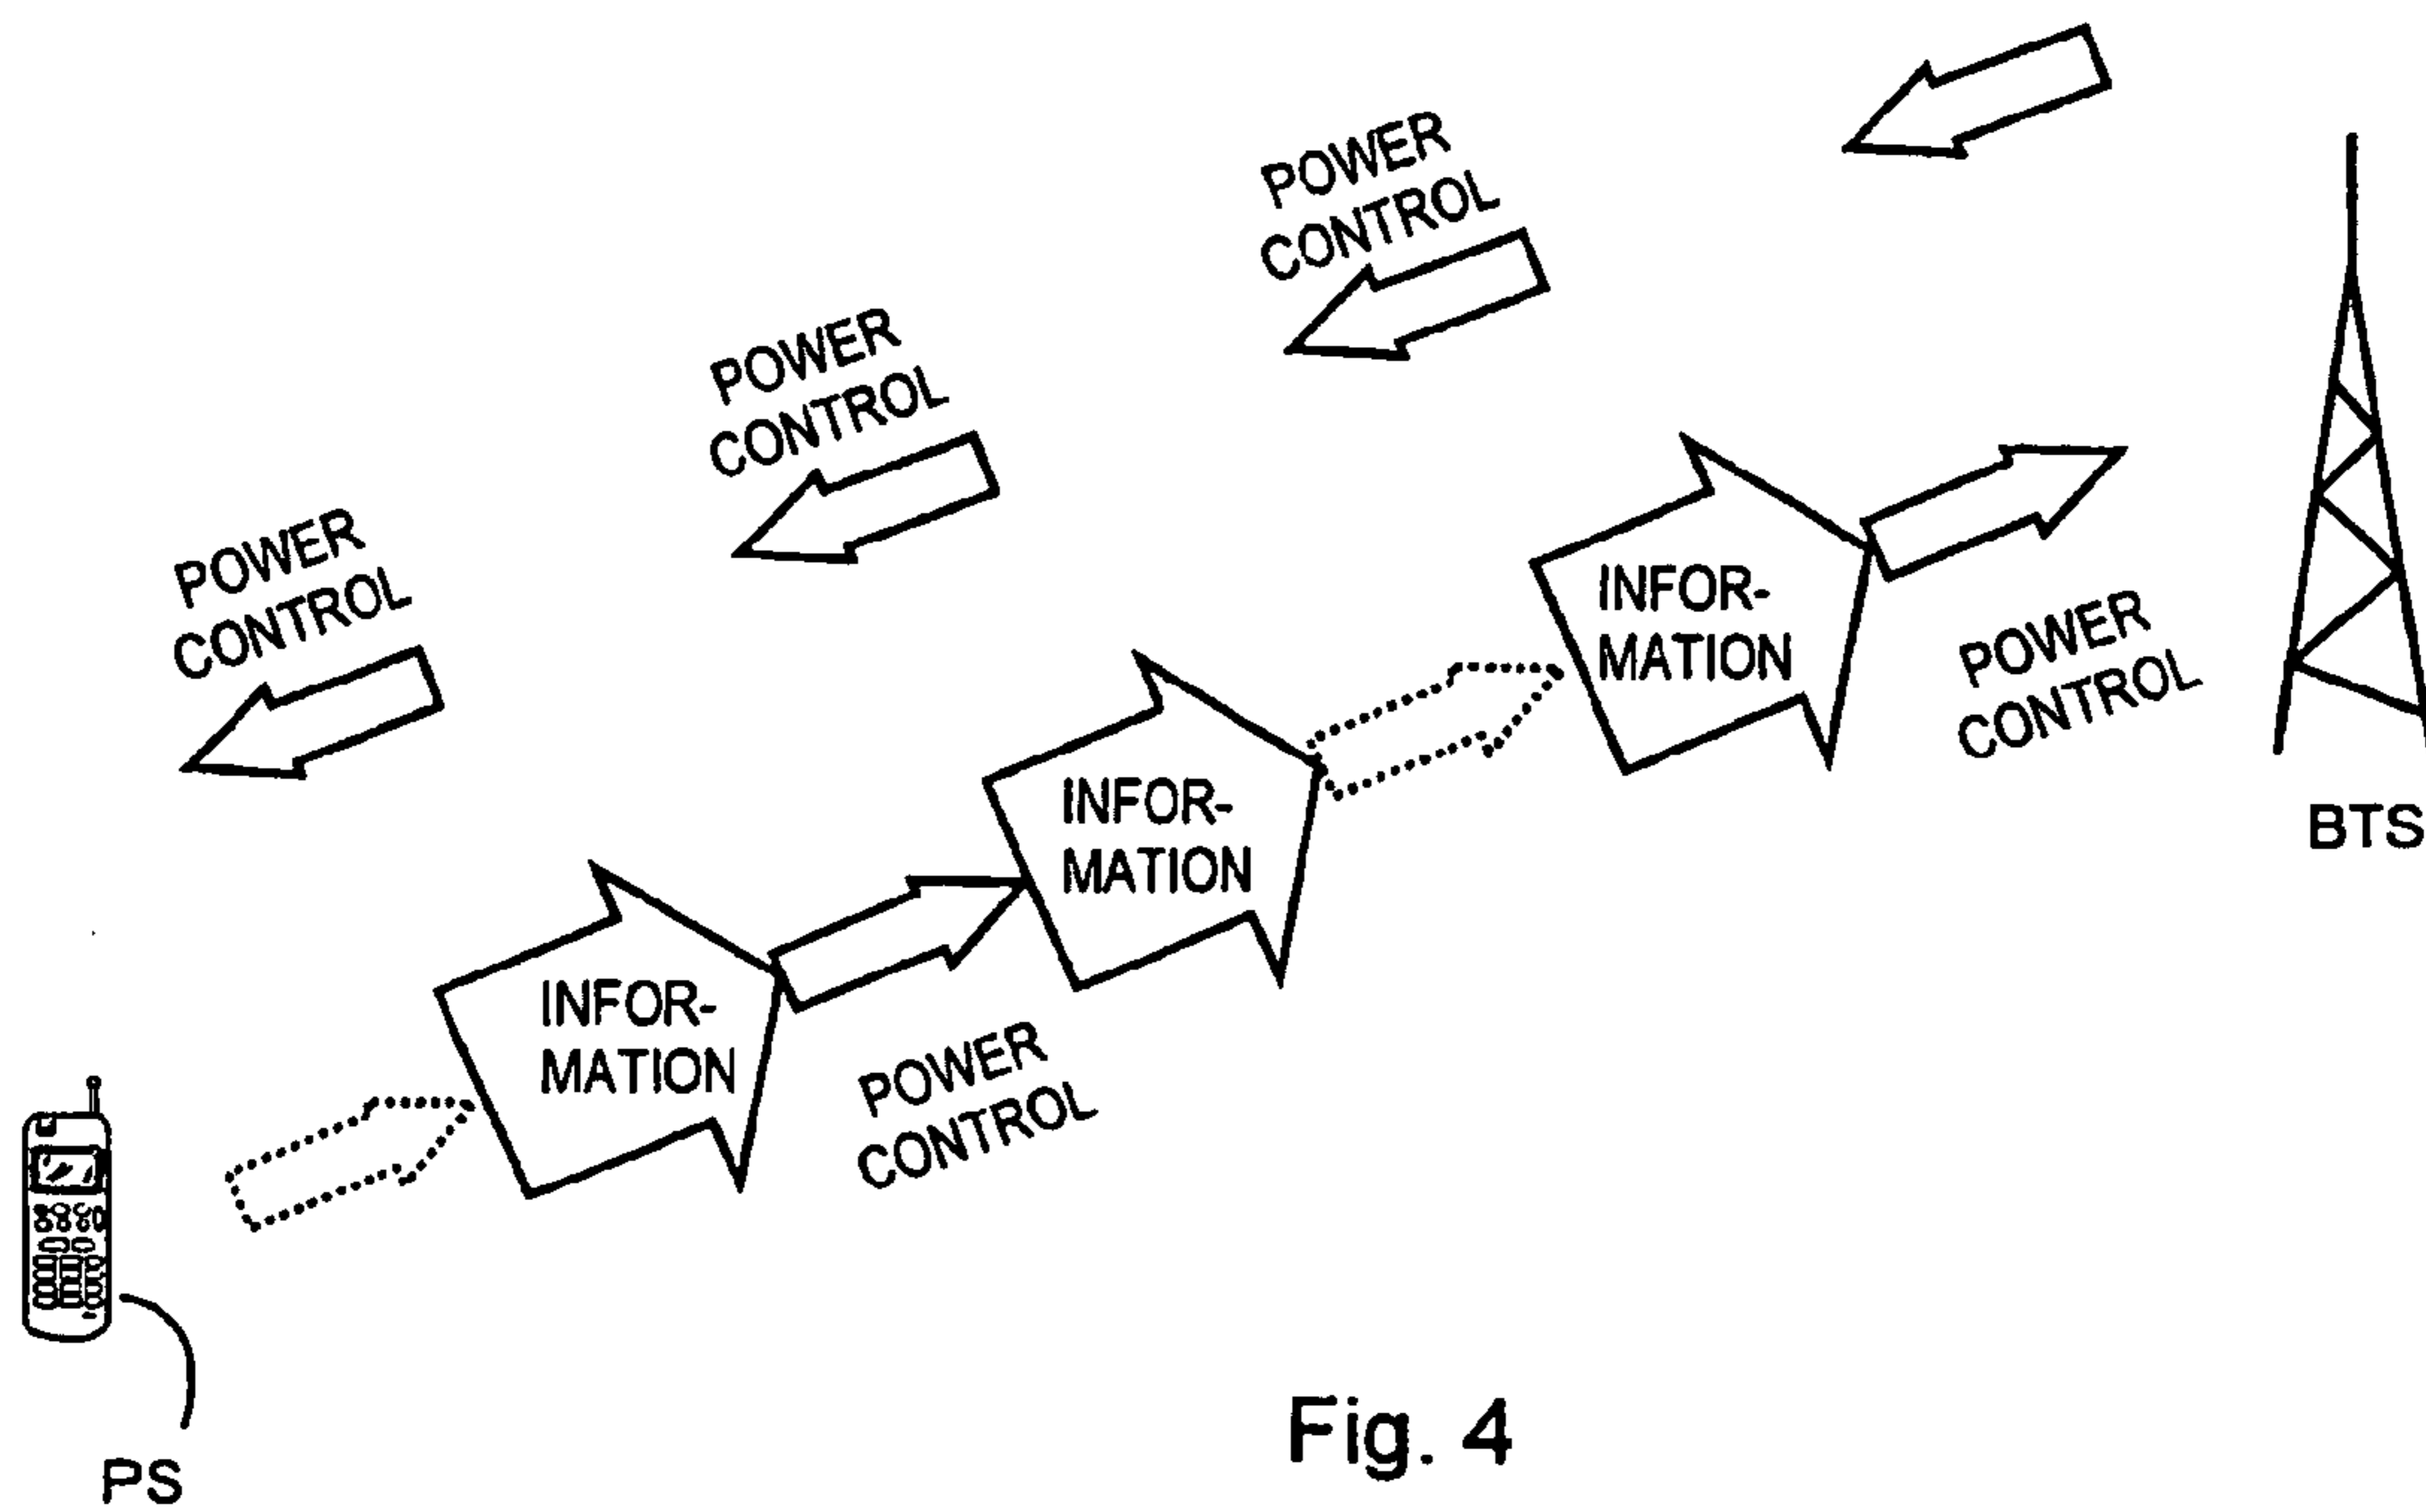 POWER
CONTROL
POWER
CONTROL
POWER
CONTROL
INFOR-
MATION
POWER
CONTROL
INFOR-
MATION
BTS
INFOR-
MATION
POWER
CONTROL
Fig. 4
PS